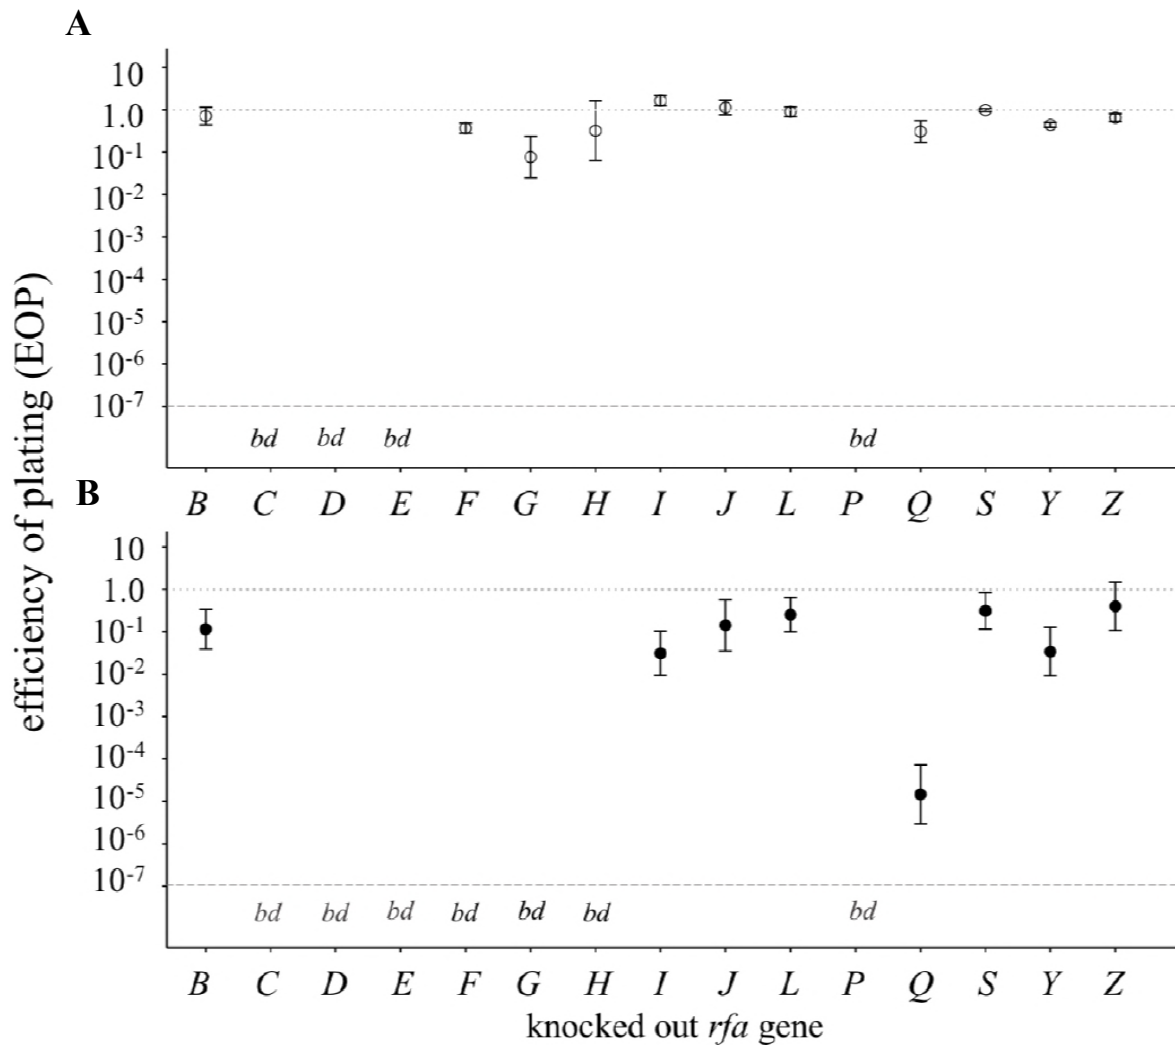 A
10
1.0
10-1
10-2
10-3
10-4
10-5
10-6
10-7
bd bd bd bd
B C D E F G H I J L P Q S Y Z
efficiency of plating (EOP)
B
10
1.0
10-1
10-2
10-3
10-4
10-5
10-6
10-7
bd bd bd bd bd bd bd
B C D E F G H I J L P Q S Y Z
knocked out rfa gene